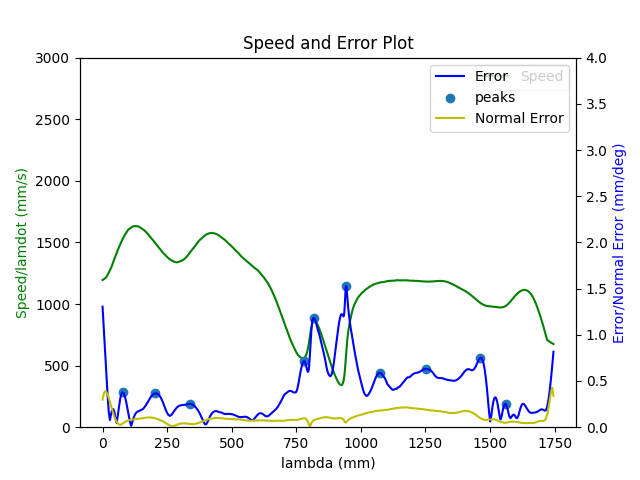 Speed and Error Plot
3000
2500
2000
1500
1000
500
0
Speed/lamdot (mm/s)
4.0
3.5
3.0
2.5
2.0
1.5
1.0
0.5
0.0
Error/Normal Error (mm/deg)
Speed
Error
peaks
Normal Error
0 250 500 750 1000 1250 1500 1750
lambda (mm)